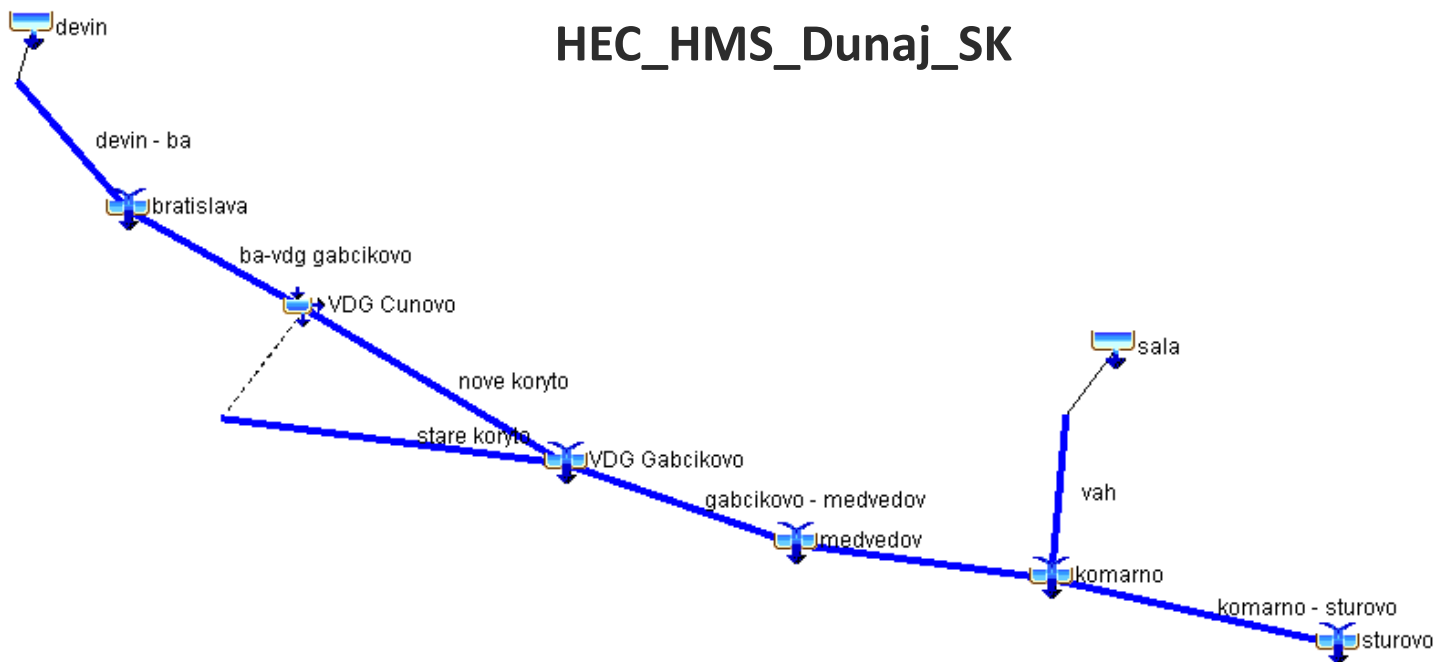 HEC_HMS_Dunaj_SK
devin
devin - ba
bratislava
ba-vdg gabcikovo
VDG Cunovo
nove koryto
stare koryto
VDG Gabcikovo
gabcikovo - medvedov
medvedov
sala
vah
komarno
komarno - sturovo
sturovo